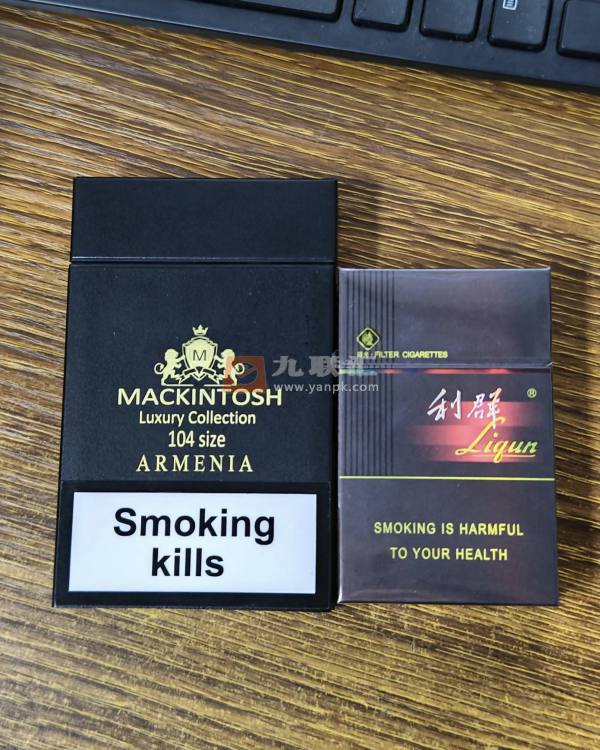 M
MACKINTOSH
Luxury Collection
104 size
ARMENIA
Smoking
kills
FILTER CIGARETTES
利群®
Liqun
SMOKING IS HARMFUL
TO YOUR HEALTH
九联
www.yanpk.com